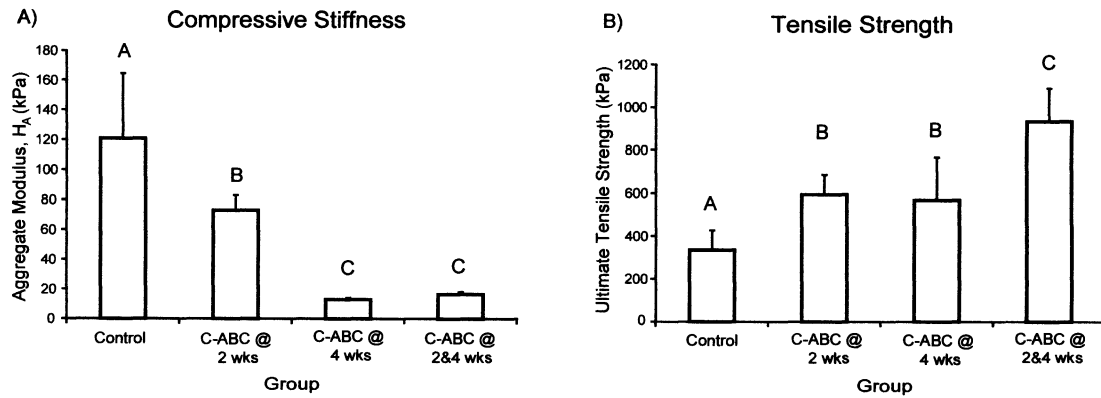 A)
Compressive Stiffness
Aggregate Modulus, H_A (kPa)
180
160
140
120
100
80
60
40
20
0
A
B
C
C
Control
C-ABC @
2 wks
C-ABC @
4 wks
C-ABC @
2&4 wks
Group
B)
Tensile Strength
Ultimate Tensile Strength (kPa)
1200
1000
800
600
400
200
0
A
B
B
C
Control
C-ABC @
2 wks
C-ABC @
4 wks
C-ABC @
2&4 wks
Group